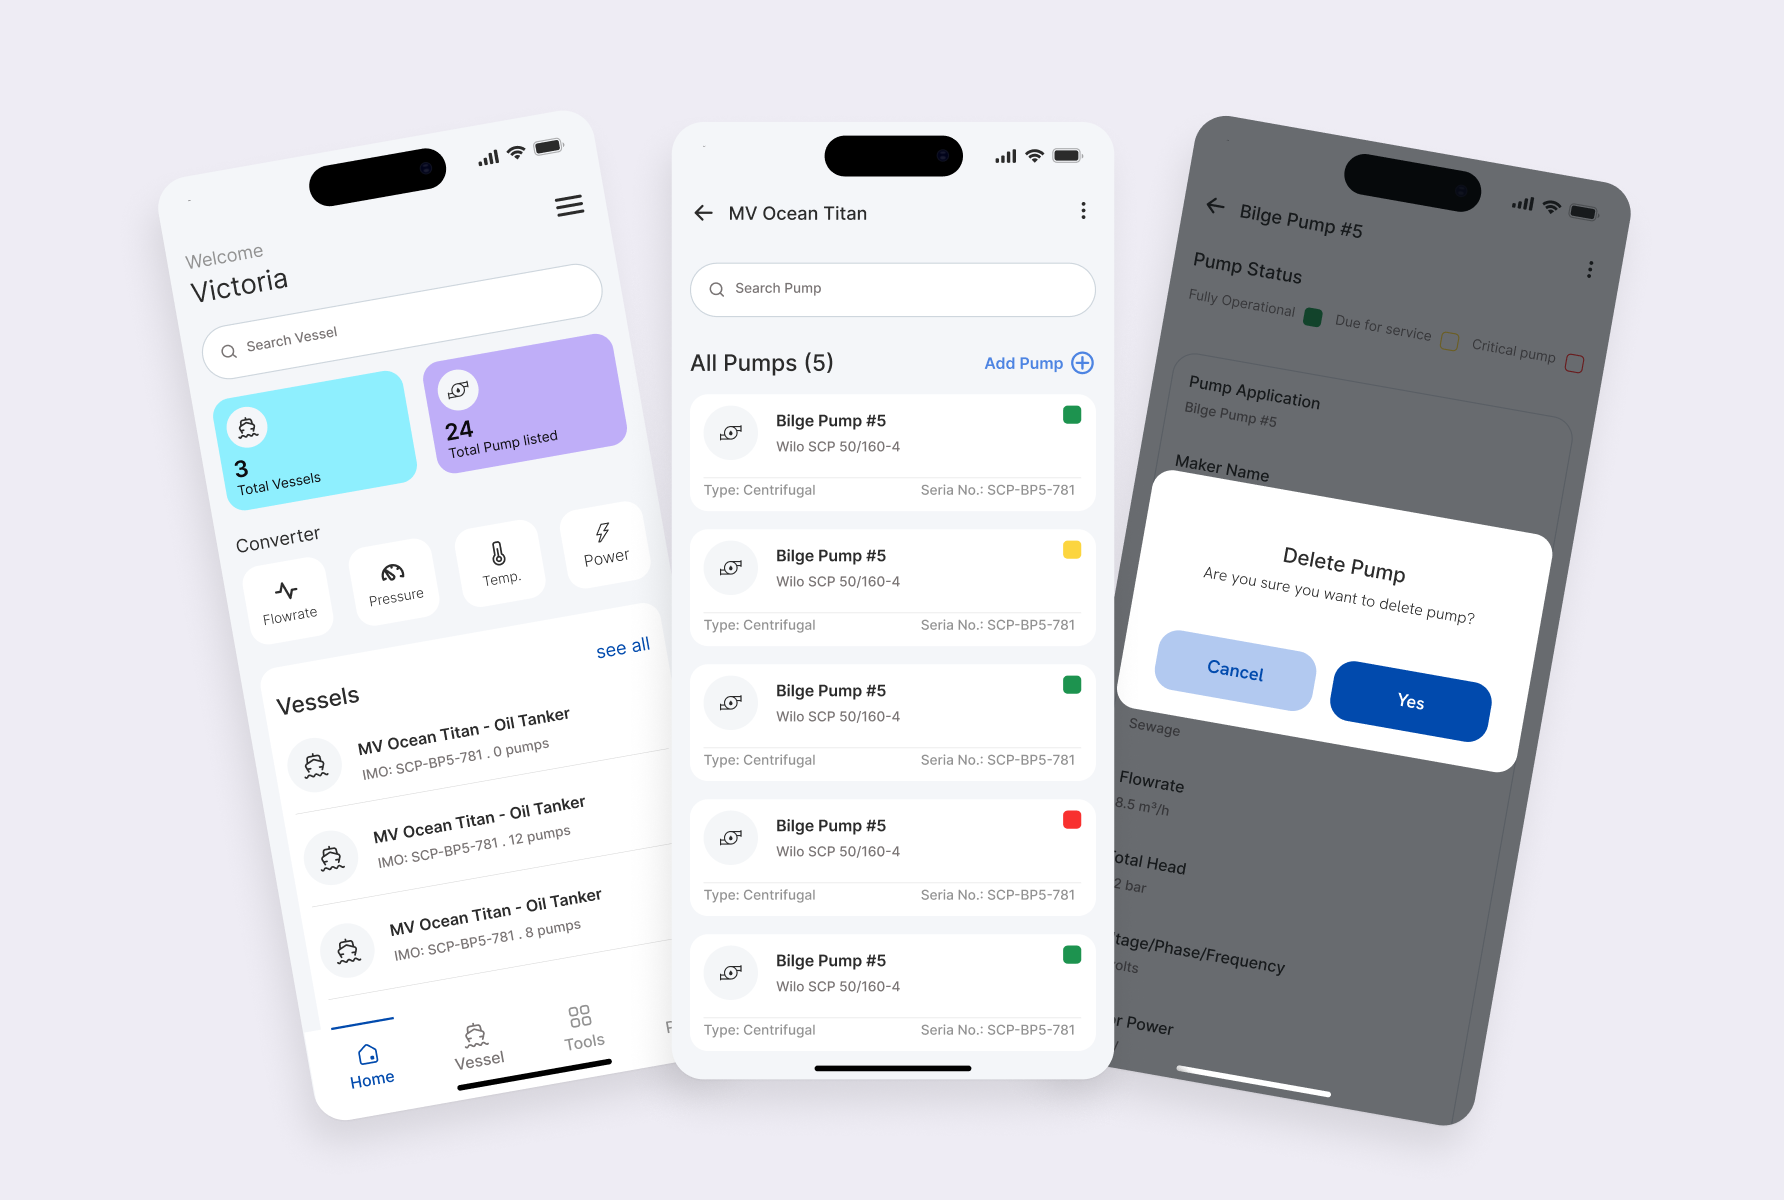 Welcome
Victoria
Search Vessel
3
Total Vessels
24
Total Pump listed
Converter
Flowrate
Pressure
Temp.
Power
Vessels
see all
MV Ocean Titan - Oil Tanker
IMO: SCP-BP5-781 . 0 pumps
MV Ocean Titan - Oil Tanker
IMO: SCP-BP5-781 . 12 pumps
MV Ocean Titan - Oil Tanker
IMO: SCP-BP5-781 . 8 pumps
Home
Vessel
Tools
MV Ocean Titan
Search Pump
All Pumps (5)
Add Pump
Bilge Pump #5
Wilo SCP 50/160-4
Type: Centrifugal
Seria No.: SCP-BP5-781
Bilge Pump #5
Wilo SCP 50/160-4
Type: Centrifugal
Seria No.: SCP-BP5-781
Bilge Pump #5
Wilo SCP 50/160-4
Type: Centrifugal
Seria No.: SCP-BP5-781
Bilge Pump #5
Wilo SCP 50/160-4
Type: Centrifugal
Seria No.: SCP-BP5-781
Bilge Pump #5
Wilo SCP 50/160-4
Type: Centrifugal
Seria No.: SCP-BP5-781
Bilge Pump #5
Pump Status
Fully Operational
Due for service
Critical pump
Pump Application
Bilge Pump #5
Maker Name
Delete Pump
Are you sure you want to delete pump?
Cancel
Yes
Sewage
Flowrate
8.5 m³/h
Head
bar
/Phase/Frequency
Power